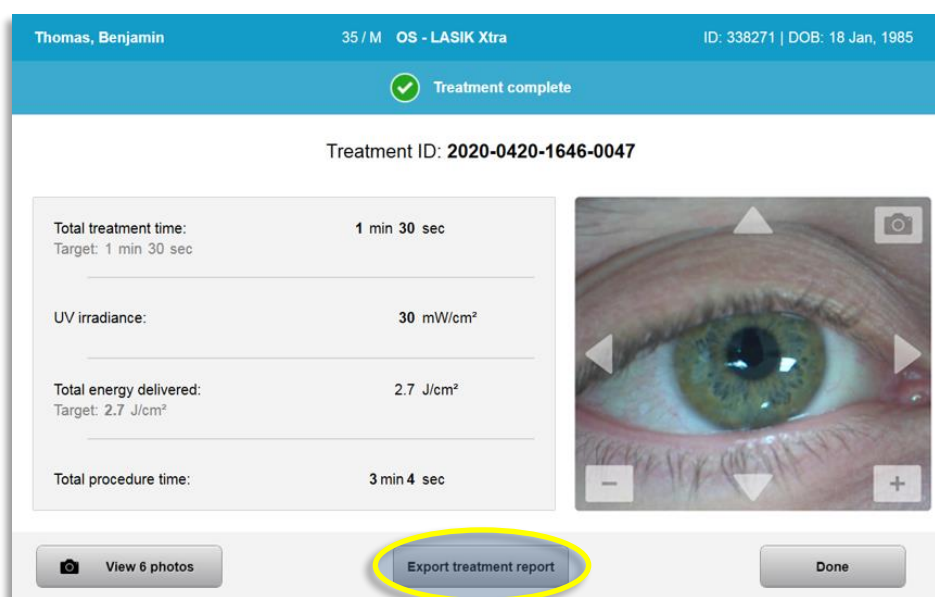 Thomas, Benjamin 35 / M OS - LASIK Xtra ID: 338271 | DOB: 18 Jan, 1985
Treatment complete
Treatment ID: 2020-0420-1646-0047
Total treatment time: 1 min 30 sec
Target: 1 min 30 sec
UV irradiance: 30 mW/cm²
Total energy delivered: 2.7 J/cm²
Target: 2.7 J/cm²
Total procedure time: 3 min 4 sec
View 6 photos Export treatment report Done